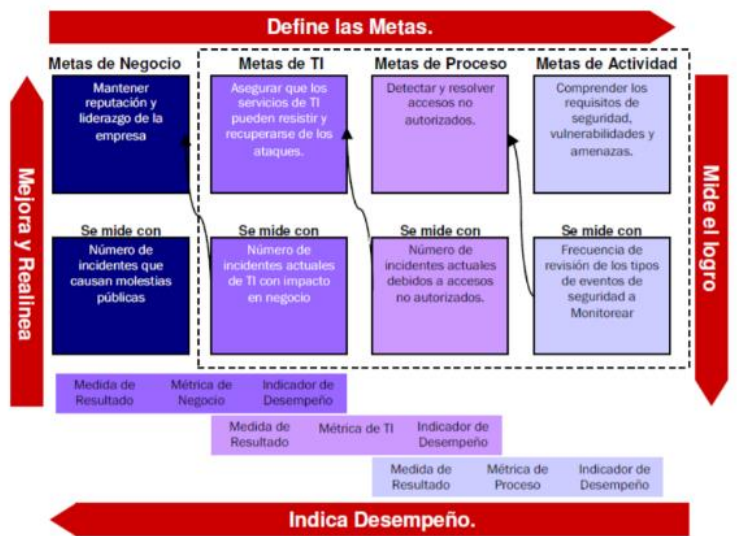 Define las Metas.
Metas de Negocio
Metas de TI
Metas de Proceso
Metas de Actividad
Mantener
reputación y
liderazgo de la
empresa
Asegurar que los
servicios de TI
pueden resistir y
recuperarse de los
ataques.
Detectar y resolver
accesos no
autorizados.
Comprender los
requisitos de
seguridad,
vulnerabilidades y
amenazas.
Mejora y Realinea
Mide el logro
Se mide con
Se mide con
Se mide con
Se mide con
Número de
incidentes que
causan molestias
públicas
Número de
incidentes actuales
de TI con impacto
en negocio
Número de
incidentes actuales
debidos a accesos
no autorizados.
Frecuencia de
revisión de los tipos
de eventos de
seguridad a
Monitorear
Medida de
Resultado
Métrica de
Negocio
Indicador de
Desempeño
Medida de
Resultado
Métrica de TI
Indicador de
Desempeño
Medida de
Resultado
Métrica de
Proceso
Indicador de
Desempeño
Indica Desempeño.